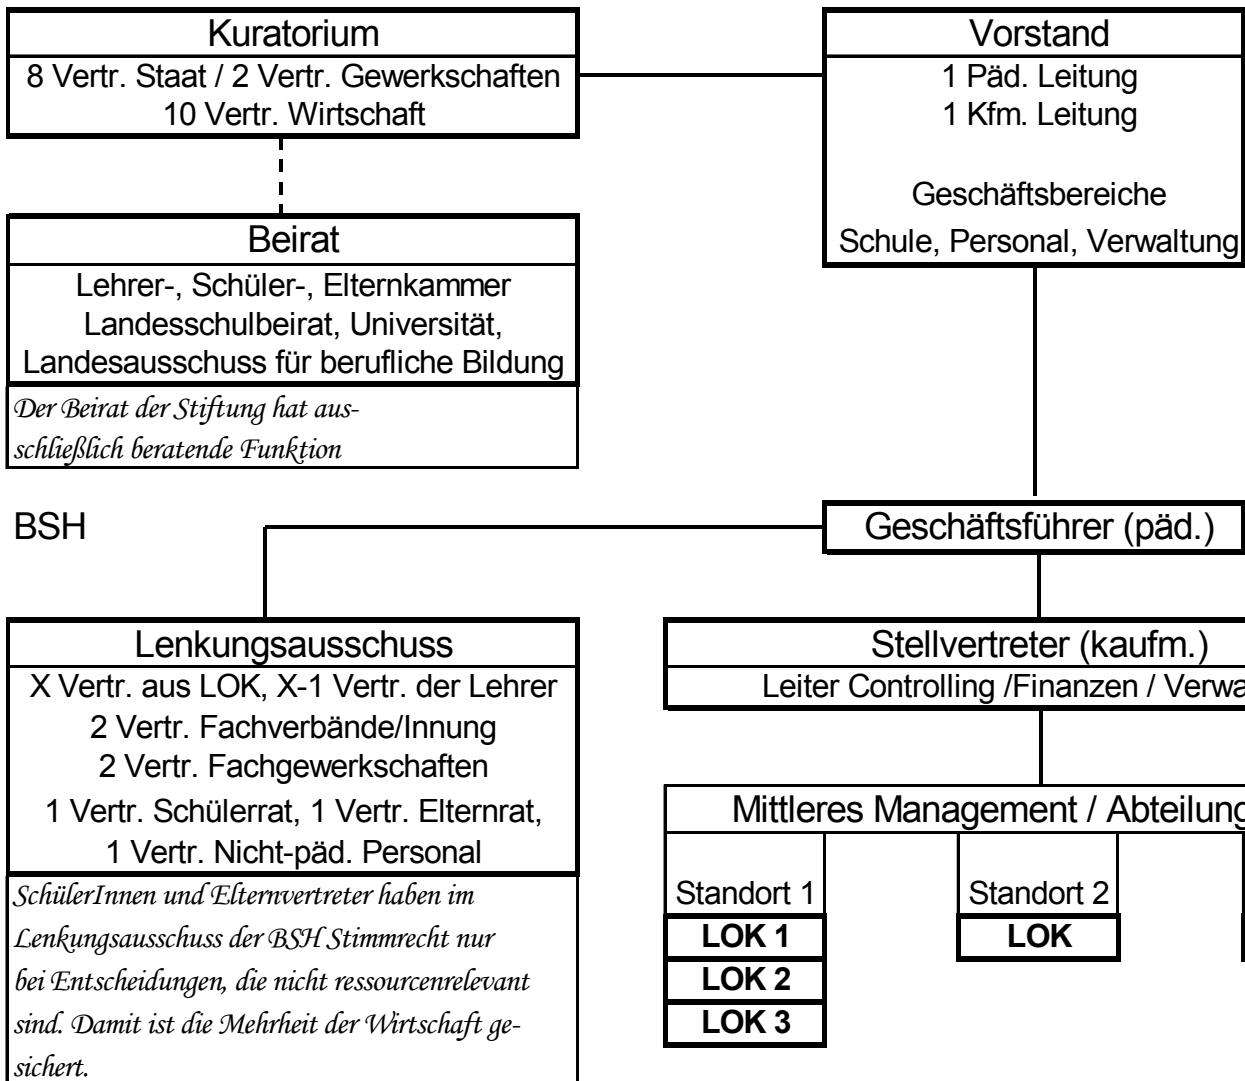 Kuratorium
8 Vertr. Staat / 2 Vertr. Gewerkschaften
10 Vertr. Wirtschaft
Vorstand
1 Päd. Leitung
1 Kfm. Leitung
Geschäftsbereiche
Schule, Personal, Verwaltung
Beirat
Lehrer-, Schüler-, Elternkammer
Landesschulbeirat, Universität,
Landesausschuss für berufliche Bildung
Der Beirat der Stiftung hat aus-
schließlich beratende Funktion
BSH
Geschäftsführer (päd.)
Lenkungsausschuss
X Vertr. aus LOK, X-1 Vertr. der Lehrer
2 Vertr. Fachverbände/Innung
2 Vertr. Fachgewerkschaften
1 Vertr. Schülerrat, 1 Vertr. Elternrat,
1 Vertr. Nicht-päd. Personal
SchülerInnen und Elternvertreter haben im
Lenkungsausschuss der BSH Stimmrecht nur
bei Entscheidungen, die nicht ressourcenrelevant
sind. Damit ist die Mehrheit der Wirtschaft ge-
sichert.
Stellvertreter (kaufm.)
Leiter Controlling /Finanzen / Verwa
Mittleres Management / Abteilung
Standort 1
LOK 1
LOK 2
LOK 3
Standort 2
LOK